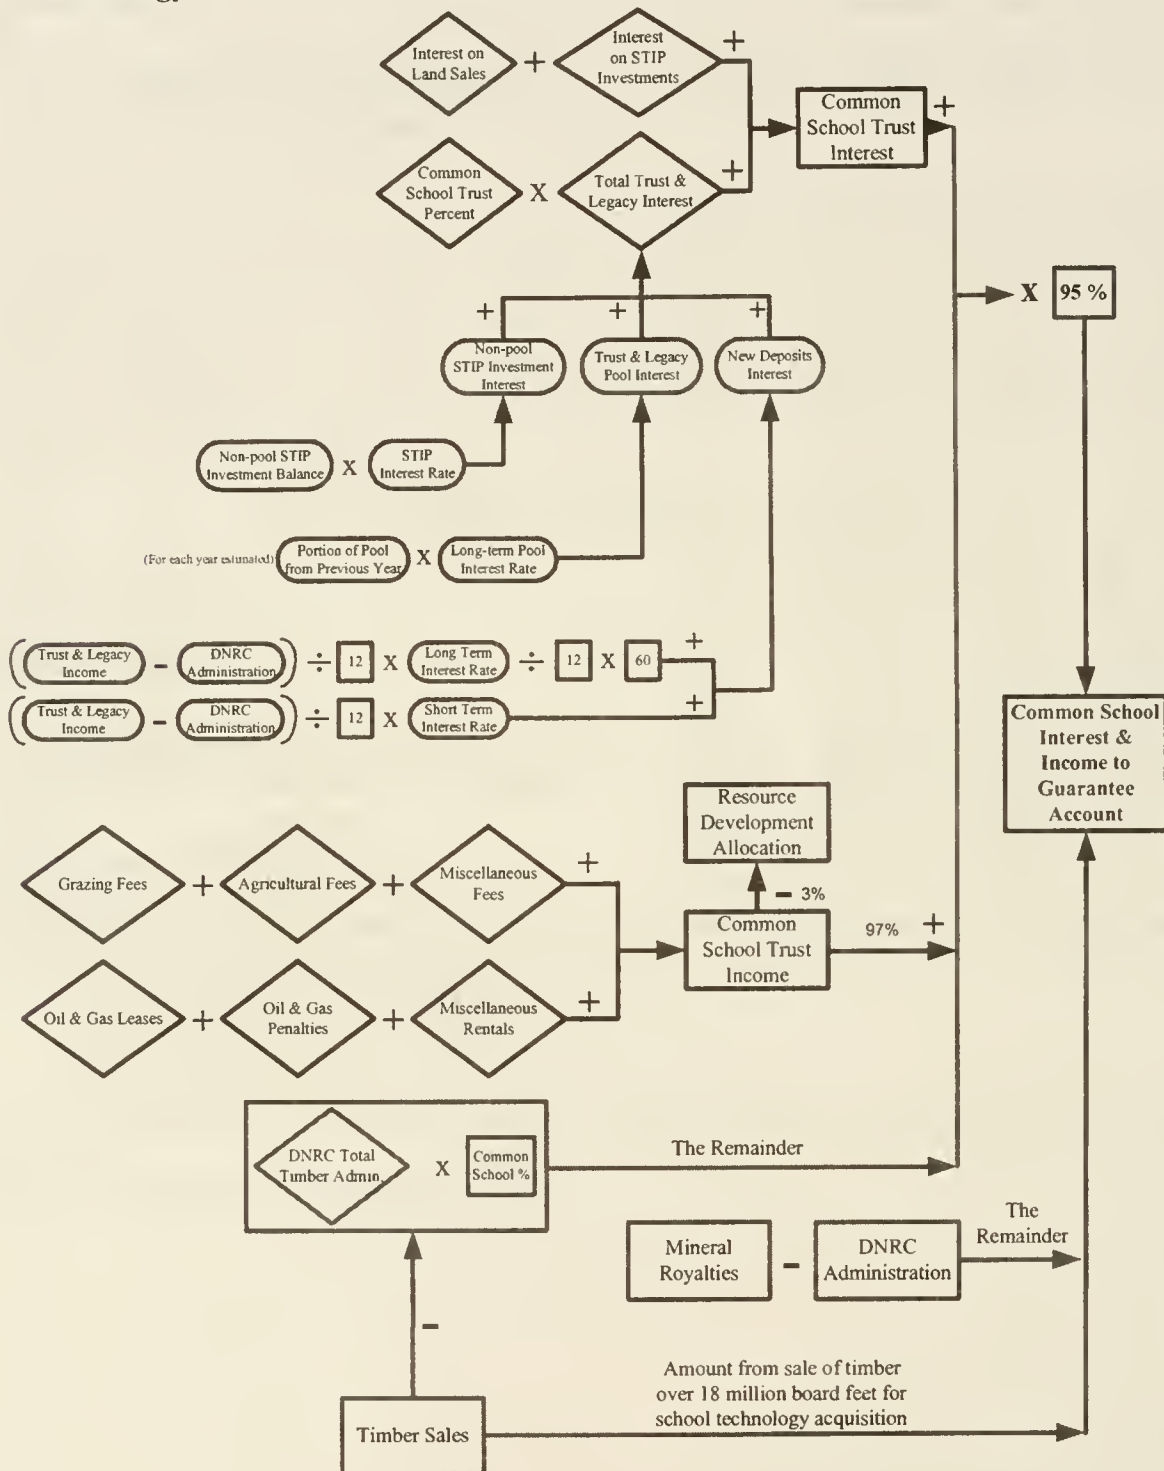 Interest on
Land Sales
+
Interest
on STIP
Investments
+
Common
School Trust
Interest
+
Common
School Trust
Percent
X
Total Trust &
Legacy Interest
+
X
95 %
+
+
+
Non-pool
STIP Investment
Interest
Trust & Legacy
Pool Interest
New Deposits
Interest
Non-pool STIP
Investment Balance
X
STIP
Interest Rate
(For each year estimated)
Portion of Pool
from Previous Year
X
Long-term Pool
Interest Rate
( Trust & Legacy
Income
-
DNRC
Administration )
÷
12
X
Long Term
Interest Rate
÷
12
X
60
+
( Trust & Legacy
Income
-
DNRC
Administration )
÷
12
X
Short Term
Interest Rate
+
Common School
Interest &
Income to
Guarantee
Account
Resource
Development
Allocation
- 3%
Grazing Fees
+
Agricultural Fees
+
Miscellaneous
Fees
+
Common
School Trust
Income
97%
+
Oil & Gas Leases
+
Oil & Gas
Penalties
+
Miscellaneous
Rentals
+
DNRC Total
Timber Admin.
X
Common
School %
The Remainder
Mineral
Royalties
-
DNRC
Administration
The
Remainder
-
Timber Sales
Amount from sale of timber
over 18 million board feet for
school technology acquisition